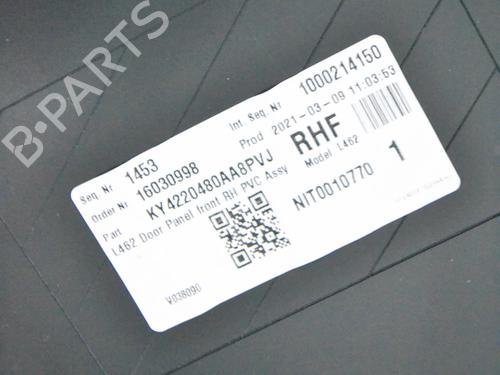 B-PARTS
Seq. Nr 1453 Int. Seq. Nr 1000214150
Order Nr 16030998 Prod 2021-03-09 11:03:53
Part KY4220480AA8PVJ RHF
L462 Door Panel front RH PVC Assy Model L462
NIT0010770 1
V038090